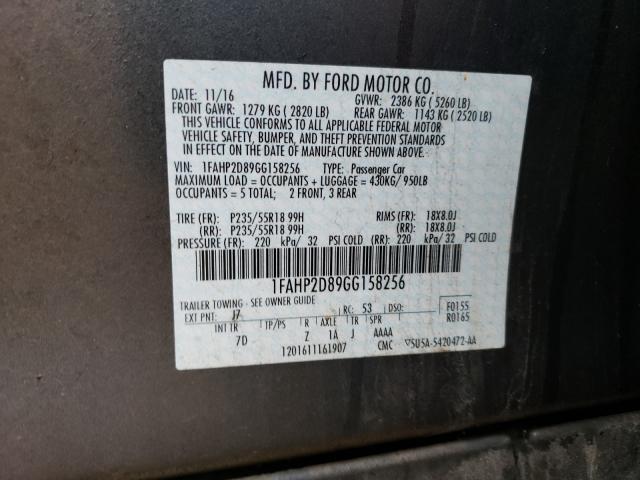 MFD. BY FORD MOTOR CO.
DATE: 11/16 GVWR: 2386 KG ( 5260 LB)
FRONT GAWR: 1279 KG ( 2820 LB) REAR GAWR: 1143 KG ( 2520 LB)
THIS VEHICLE CONFORMS TO ALL APPLICABLE FEDERAL MOTOR
VEHICLE SAFETY, BUMPER, AND THEFT PREVENTION STANDARDS
IN EFFECT ON THE DATE OF MANUFACTURE SHOWN ABOVE.
VIN: 1FAHP2D89GG158256 TYPE: Passenger Car
MAXIMUM LOAD = OCCUPANTS + LUGGAGE = 430KG/ 950LB
OCCUPANTS = 5 TOTAL; 2 FRONT, 3 REAR
TIRE (FR): P235/55R18 99H RIMS (FR): 18X8.0J
(RR): P235/55R18 99H (RR): 18X8.0J
PRESSURE (FR): 220 kPa/ 32 PSI COLD (RR): 220 kPa/ 32 PSI COLD
1FAHP2D89GG158256
TRAILER TOWING - SEE OWNER GUIDE
EXT PNT: J7 RC: 53 DSO: F0155
INT TR TP/PS R AXLE TR SPR R0165
7D Z 1A J AAAA
1201611161907 CMC ▽5U5A-5420472-AA